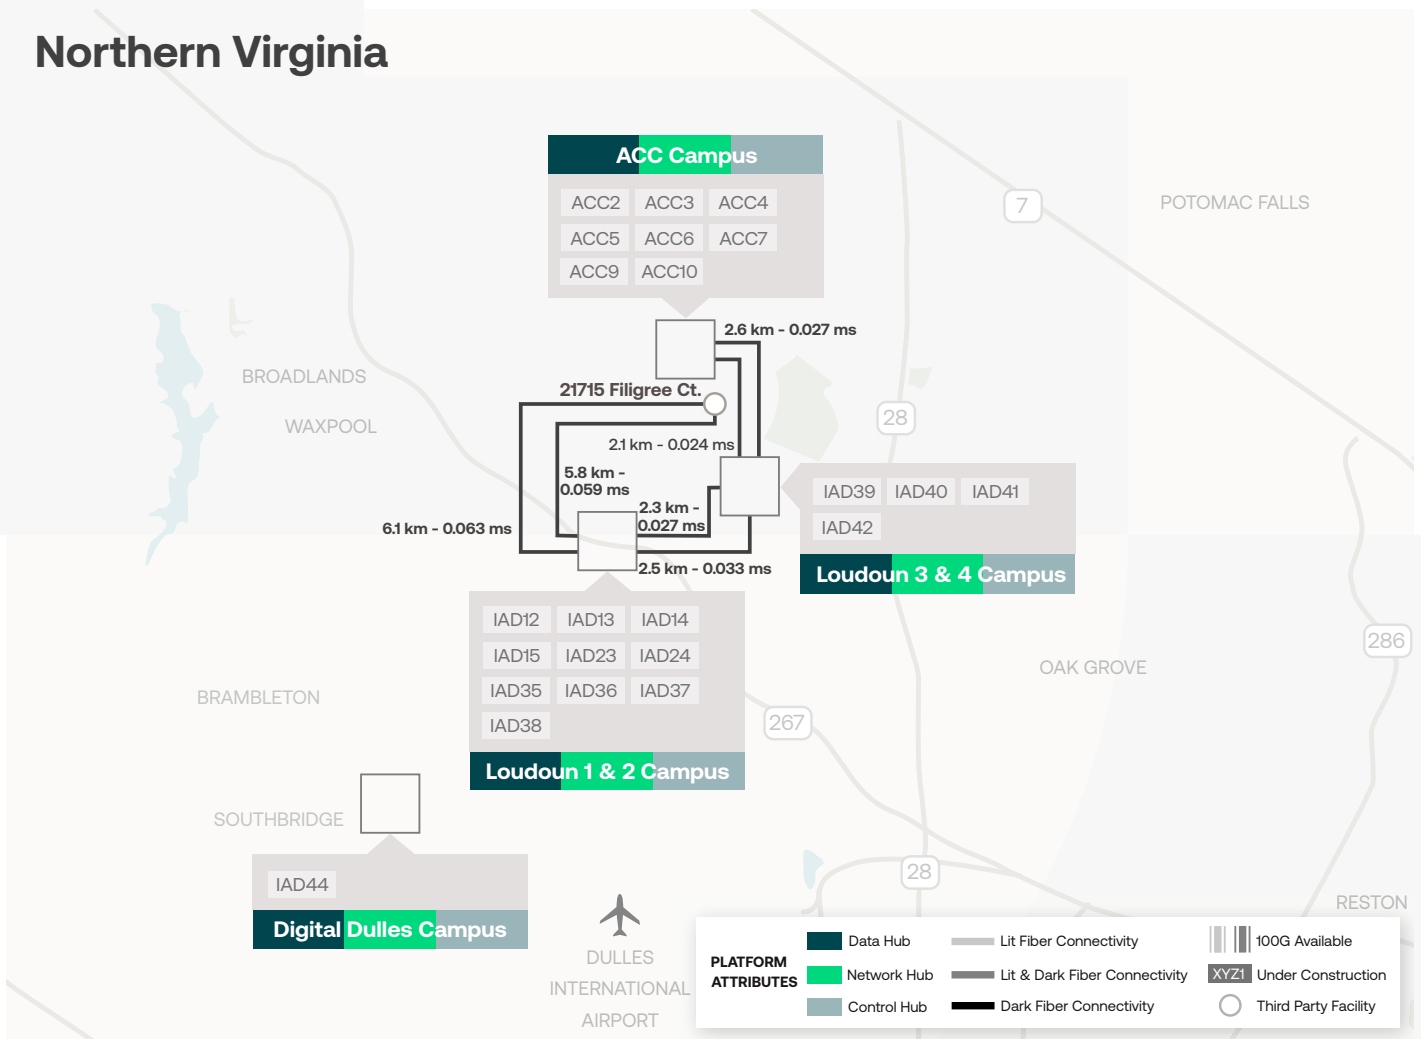 Northern Virginia
ACC Campus
ACC2 ACC3 ACC4
ACC5 ACC6 ACC7
ACC9 ACC10
7
POTOMAC FALLS
2.6 km - 0.027 ms
BROADLANDS
21715 Filigree Ct.
WAXPOOL
28
2.1 km - 0.024 ms
5.8 km -
0.059 ms
2.3 km -
0.027 ms
6.1 km - 0.063 ms
2.5 km - 0.033 ms
IAD39 IAD40 IAD41
IAD42
Loudoun 3 & 4 Campus
IAD12 IAD13 IAD14
IAD15 IAD23 IAD24
IAD35 IAD36 IAD37
IAD38
Loudoun 1 & 2 Campus
286
OAK GROVE
BRAMBLETON
267
SOUTHBRIDGE
IAD44
Digital Dulles Campus
28
RESTON
DULLES
INTERNATIONAL
AIRPORT
PLATFORM
ATTRIBUTES
Data Hub
Network Hub
Control Hub
Lit Fiber Connectivity
Lit & Dark Fiber Connectivity
Dark Fiber Connectivity
100G Available
XYZ1 Under Construction
Third Party Facility